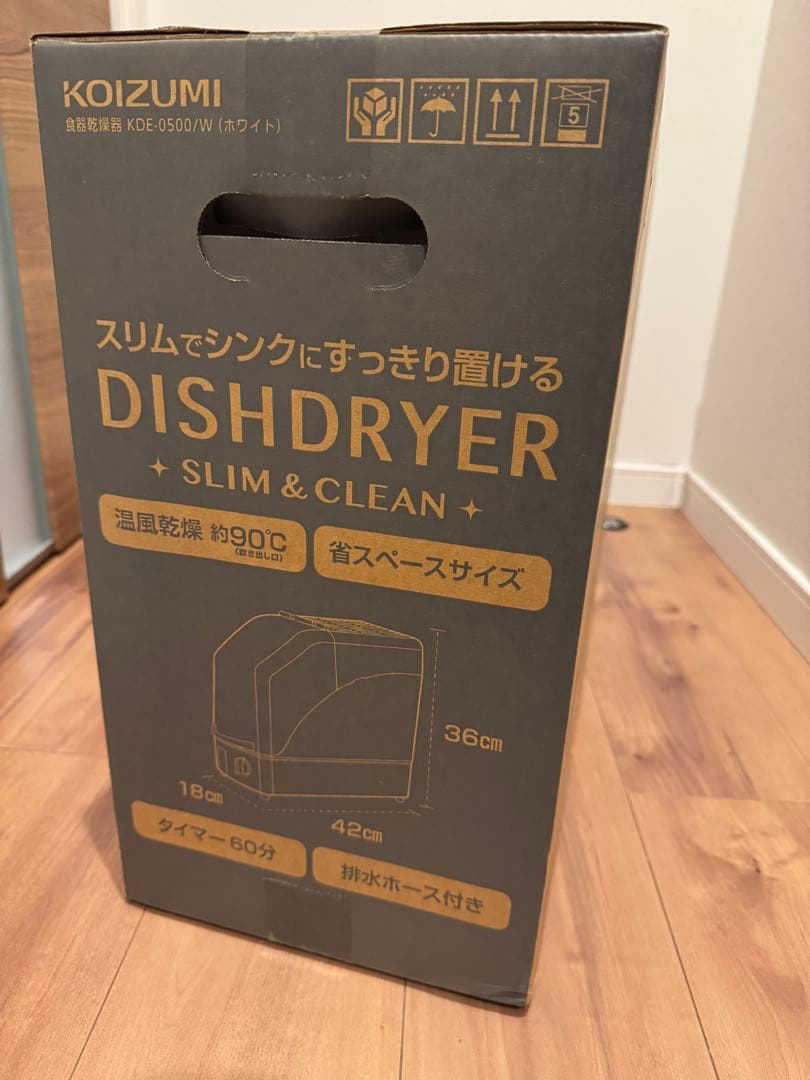 KOIZUMI
食器乾燥器 KDE-0500/W (ホワイト)
5
スリムでシンクにすっきり置ける
DISHDRYER
SLIM & CLEAN
温風乾燥 約90℃
(吹き出し口)
省スペースサイズ
36cm
18cm
42cm
タイマー60分
排水ホース付き